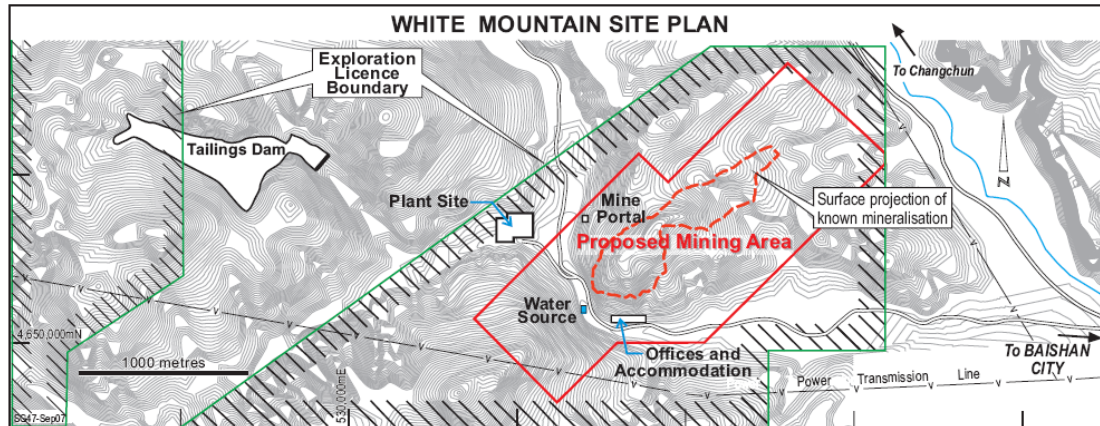 WHITE MOUNTAIN SITE PLAN
Exploration
Licence
Boundary
To Changchun
Tailings Dam
N
Plant Site
Mine
Portal
Surface projection of
known mineralisation
Proposed Mining Area
Water
Source
4,650,000mN
1000 metres
Offices and
Accommodation
To BAISHAN
CITY
Power Transmission Line
530,000mE
SG47-Sep07